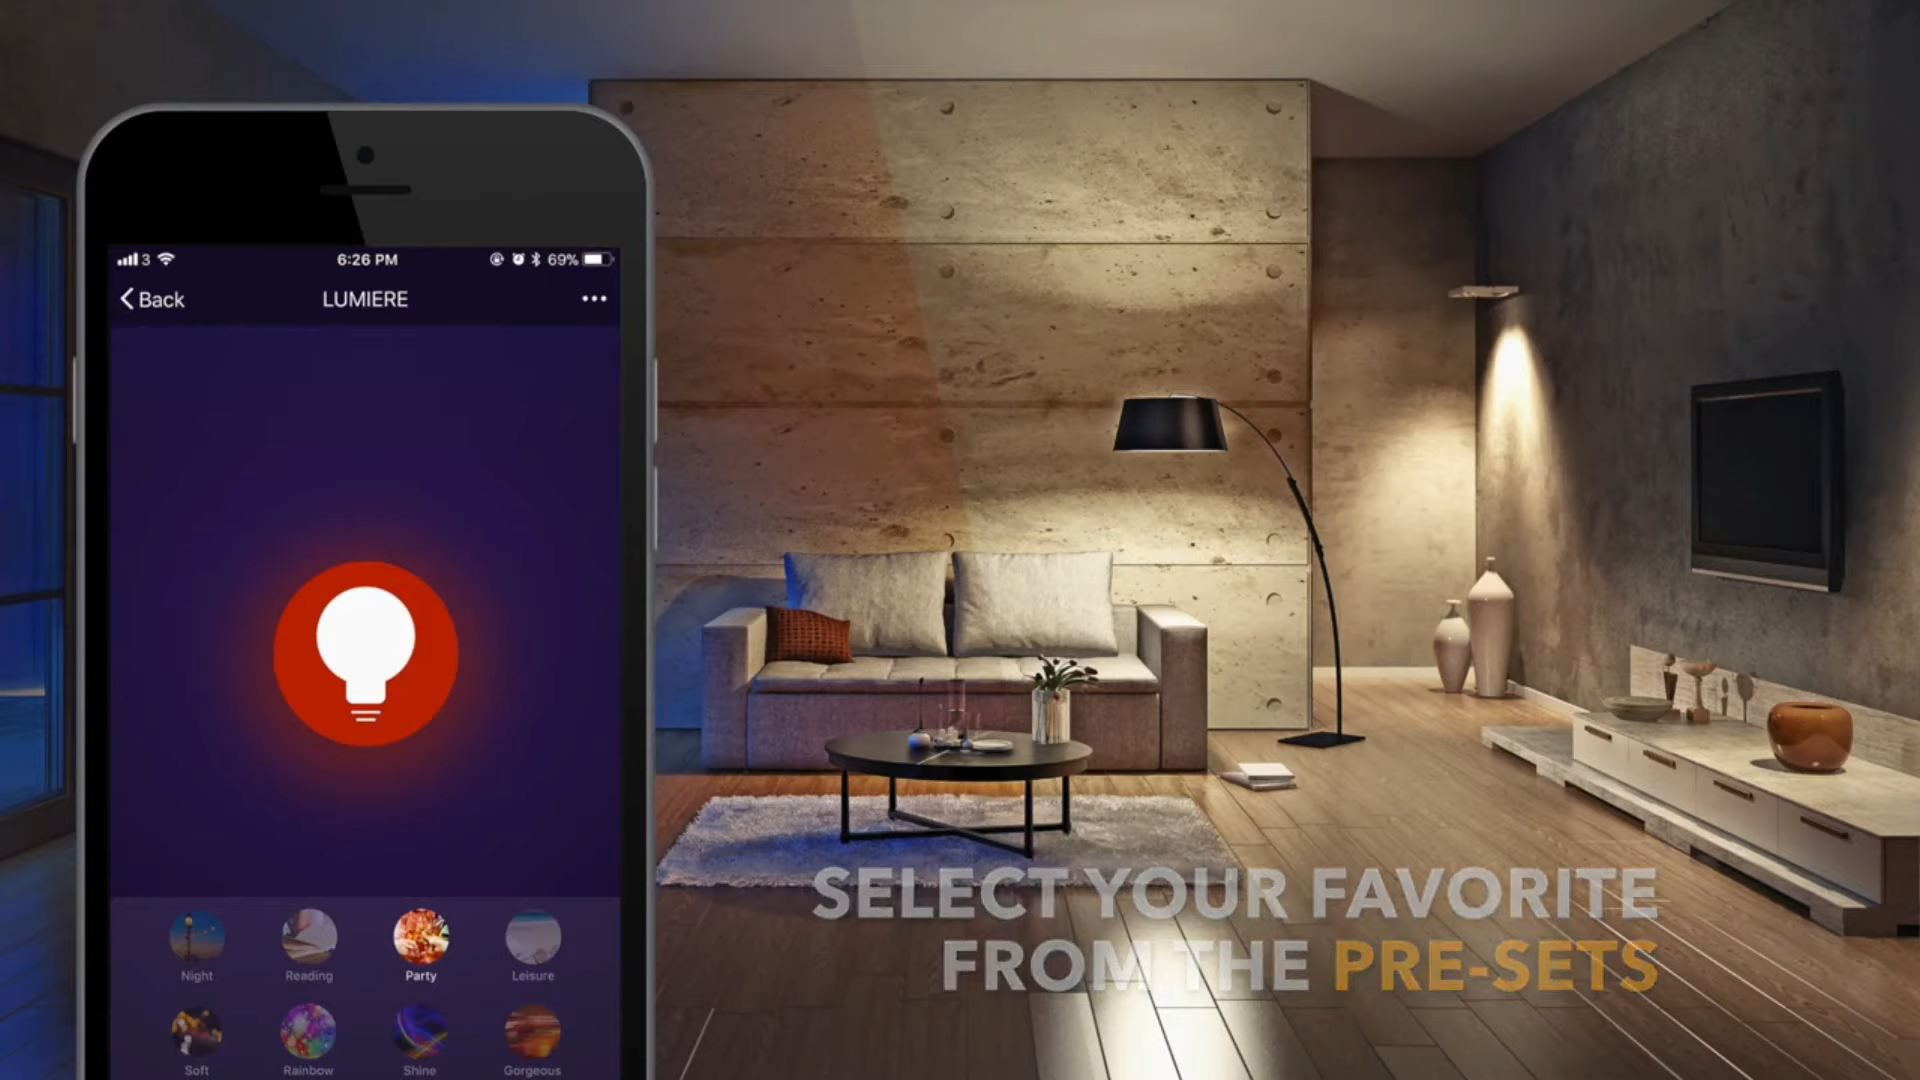 3 6:26 PM 69%
Back LUMIERE
Night Reading Party Leisure
Soft Rainbow Shine Gorgeous
SELECT YOUR FAVORITE
FROM THE PRE-SETS